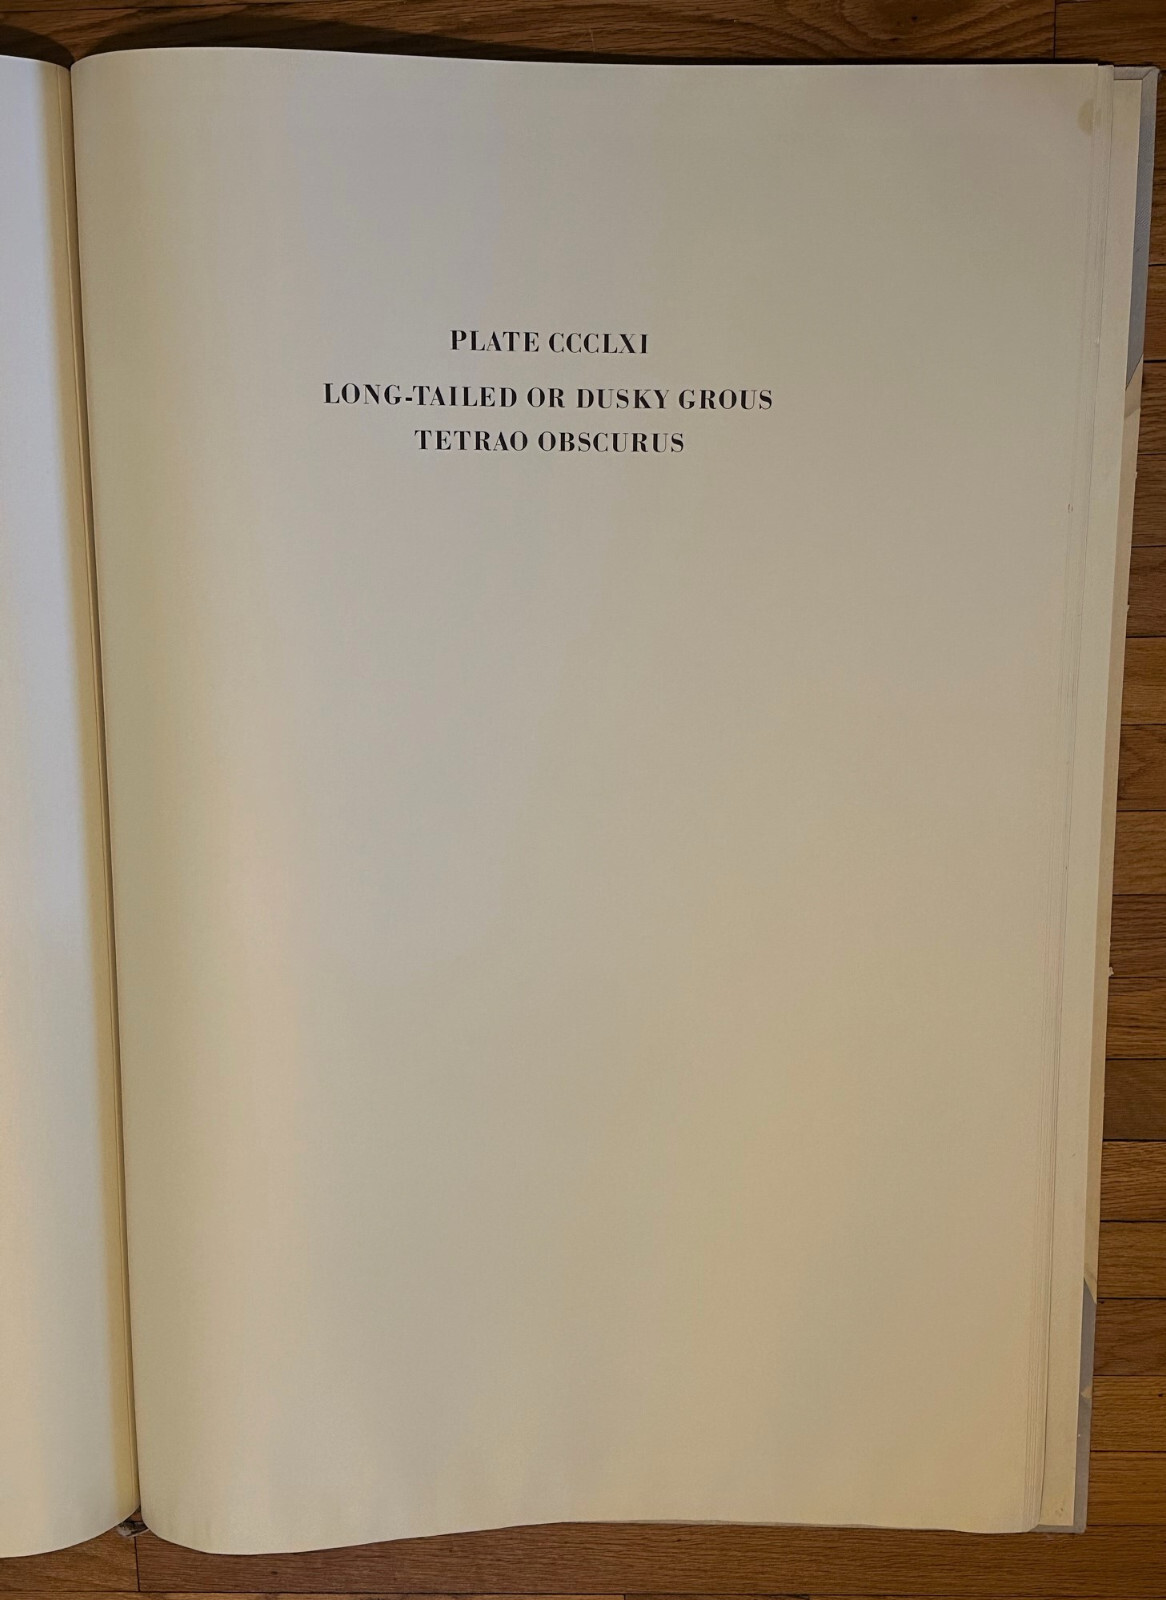 PLATE CCCLXI
LONG-TAILED OR DUSKY GROUS
TETRAO OBSCURUS